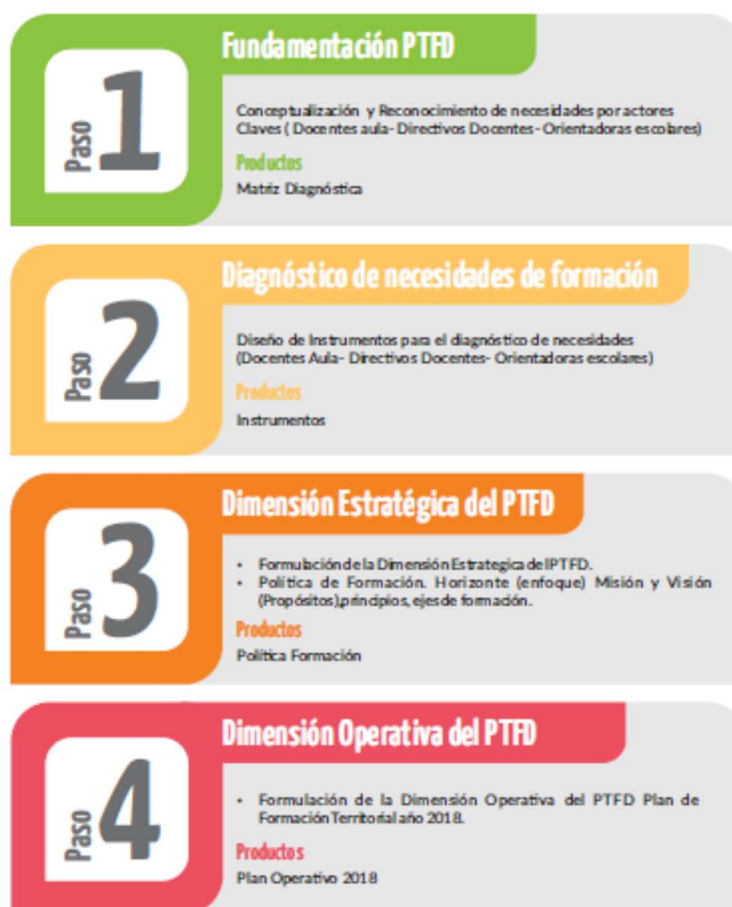 Paso 1
Fundamentación PTFD
Conceptualización y Reconocimiento de necesidades por actores
Claves ( Docentes aula- Directivos Docentes- Orientadoras escolares)
Productos
Matriz Diagnóstica
Paso 2
Diagnóstico de necesidades de formación
Diseño de Instrumentos para el diagnóstico de necesidades
(Docentes Aula- Directivos Docentes- Orientadoras escolares)
Productos
Instrumentos
Paso 3
Dimensión Estratégica del PTFD
• Formulación de la Dimensión Estrategica del PTFD.
• Política de Formación. Horizonte (enfoque) Misión y Visión
(Propósitos),principios, ejes de formación.
Productos
Política Formación
Paso 4
Dimensión Operativa del PTFD
• Formulación de la Dimensión Operativa del PTFD Plan de
Formación Territorial año 2018.
Productos
Plan Operativo 2018